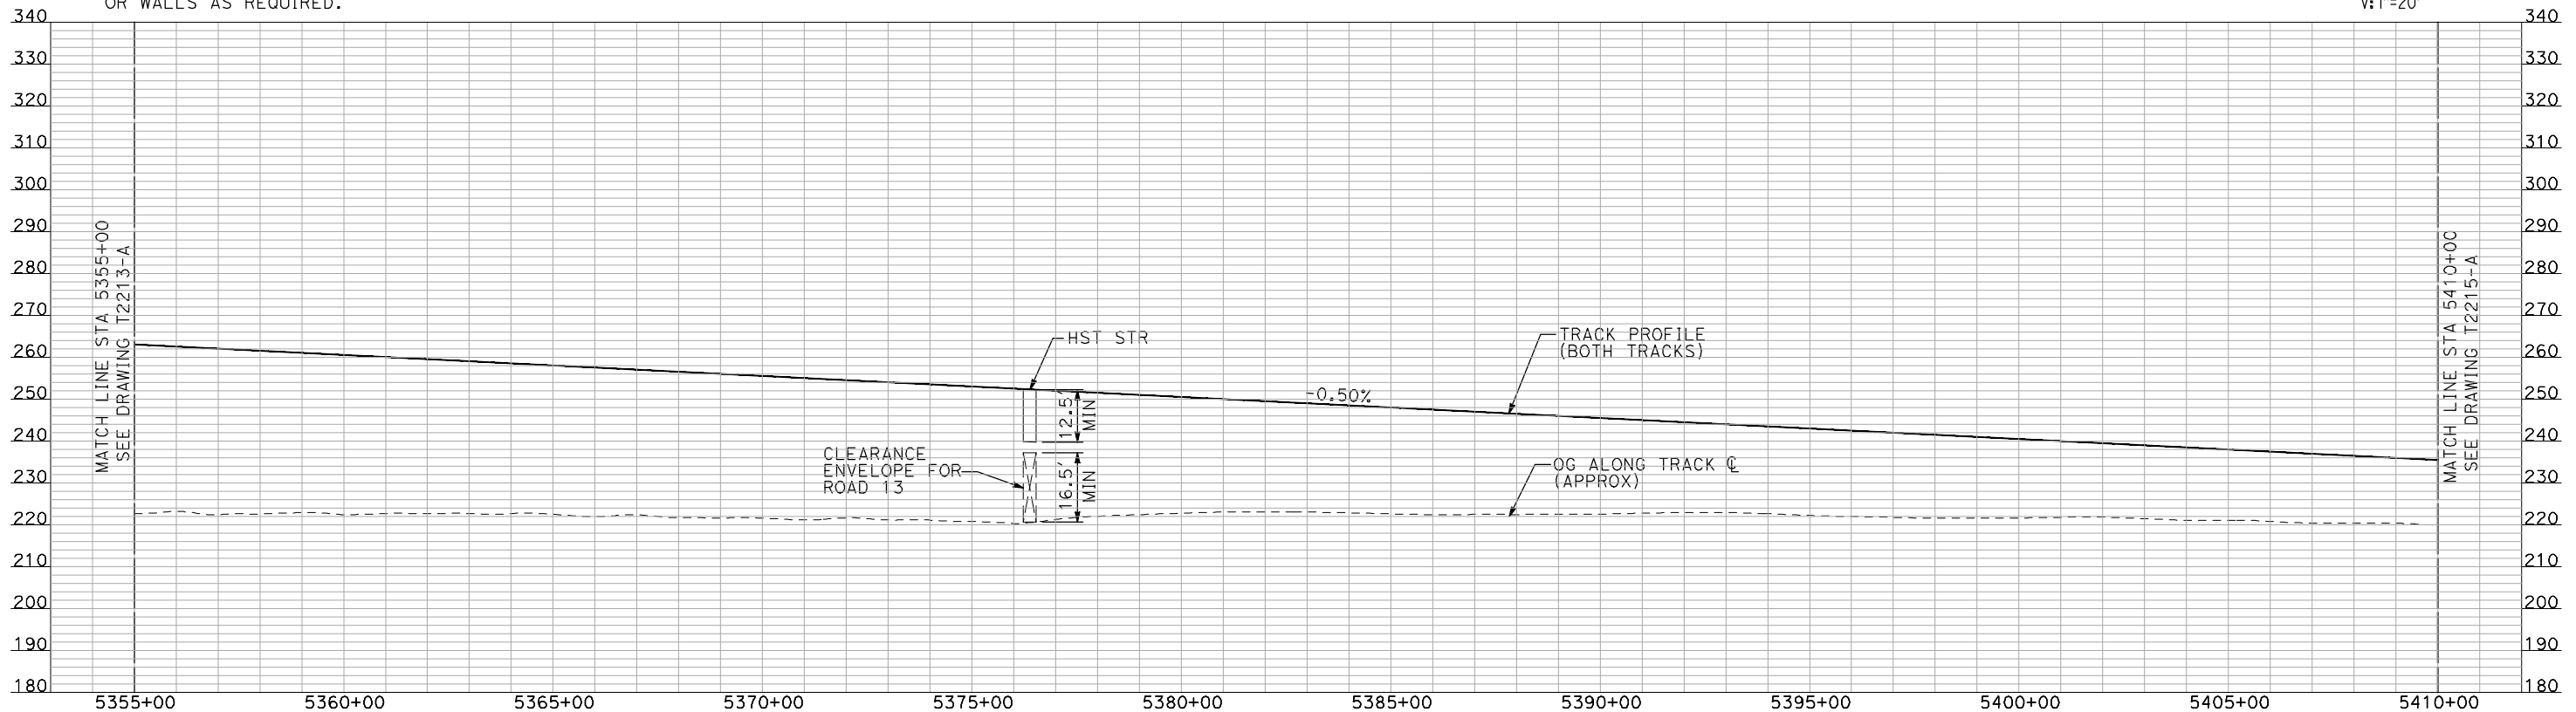 OR WALLS AS REQUIRED.
V:1"=20'
340 340
330 330
320 320
310 310
300 300
290 290
280 280
270 270
260 260
250 250
240 240
230 230
220 220
210 210
200 200
190 190
180 180
MATCH LINE STA 5355+00
SEE DRAWING T2213-A
HST STR
12.5'
MIN
CLEARANCE
ENVELOPE FOR
ROAD 13
16.5'
MIN
-0.50%
TRACK PROFILE
(BOTH TRACKS)
OG ALONG TRACK ℄
(APPROX)
MATCH LINE STA 5410+00
SEE DRAWING T2215-A
5355+00 5360+00 5365+00 5370+00 5375+00 5380+00 5385+00 5390+00 5395+00 5400+00 5405+00 5410+00